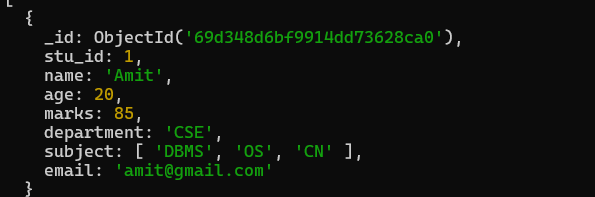 [
{
_id: ObjectId('69d348d6bf9914dd73628ca0'),
stu_id: 1,
name: 'Amit',
age: 20,
marks: 85,
department: 'CSE',
subject: [ 'DBMS', 'OS', 'CN' ],
email: 'amit@gmail.com'
}